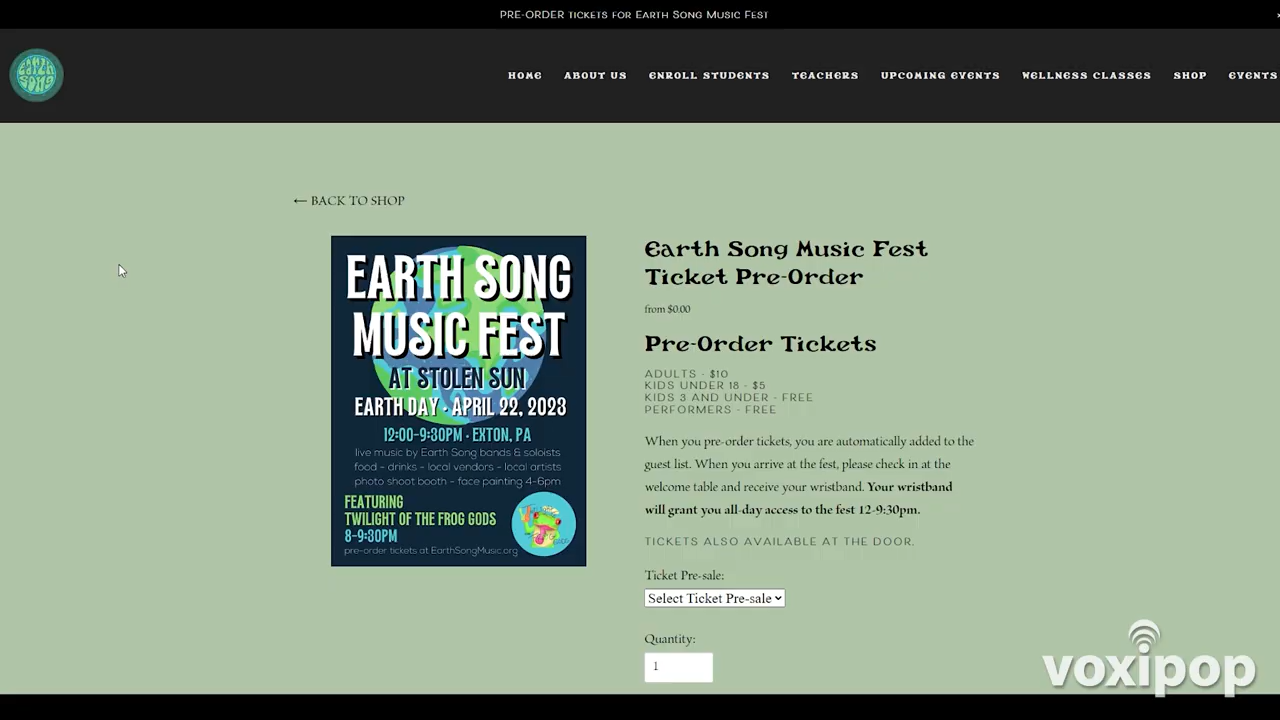 PRE-ORDER TICKETS FOR EARTH SONG MUSIC FEST
EARTH SONG
HOME ABOUT US ENROLL STUDENTS TEACHERS UPCOMING EVENTS WELLNESS CLASSES SHOP EVENTS
← BACK TO SHOP
EARTH SONG
MUSIC FEST
AT STOLEN SUN
EARTH DAY · APRIL 22, 2023
12:00-9:30PM · EXTON, PA
live music by Earth Song bands & soloists
food - drinks - local vendors - local artists
photo shoot booth - face painting 4-6pm
FEATURING
TWILIGHT OF THE FROG GODS
8-9:30PM
pre-order tickets at EarthSongMusic.org
Earth Song Music Fest
Ticket Pre-Order
from $0.00
Pre-Order Tickets
ADULTS - $10
KIDS UNDER 18 - $5
KIDS 3 AND UNDER - FREE
PERFORMERS - FREE
When you pre-order tickets, you are automatically added to the
guest list. When you arrive at the fest, please check in at the
welcome table and receive your wristband. Your wristband
will grant you all-day access to the fest 12-9:30pm.
TICKETS ALSO AVAILABLE AT THE DOOR.
Ticket Pre-sale:
Select Ticket Pre-sale
Quantity:
1
voxipop